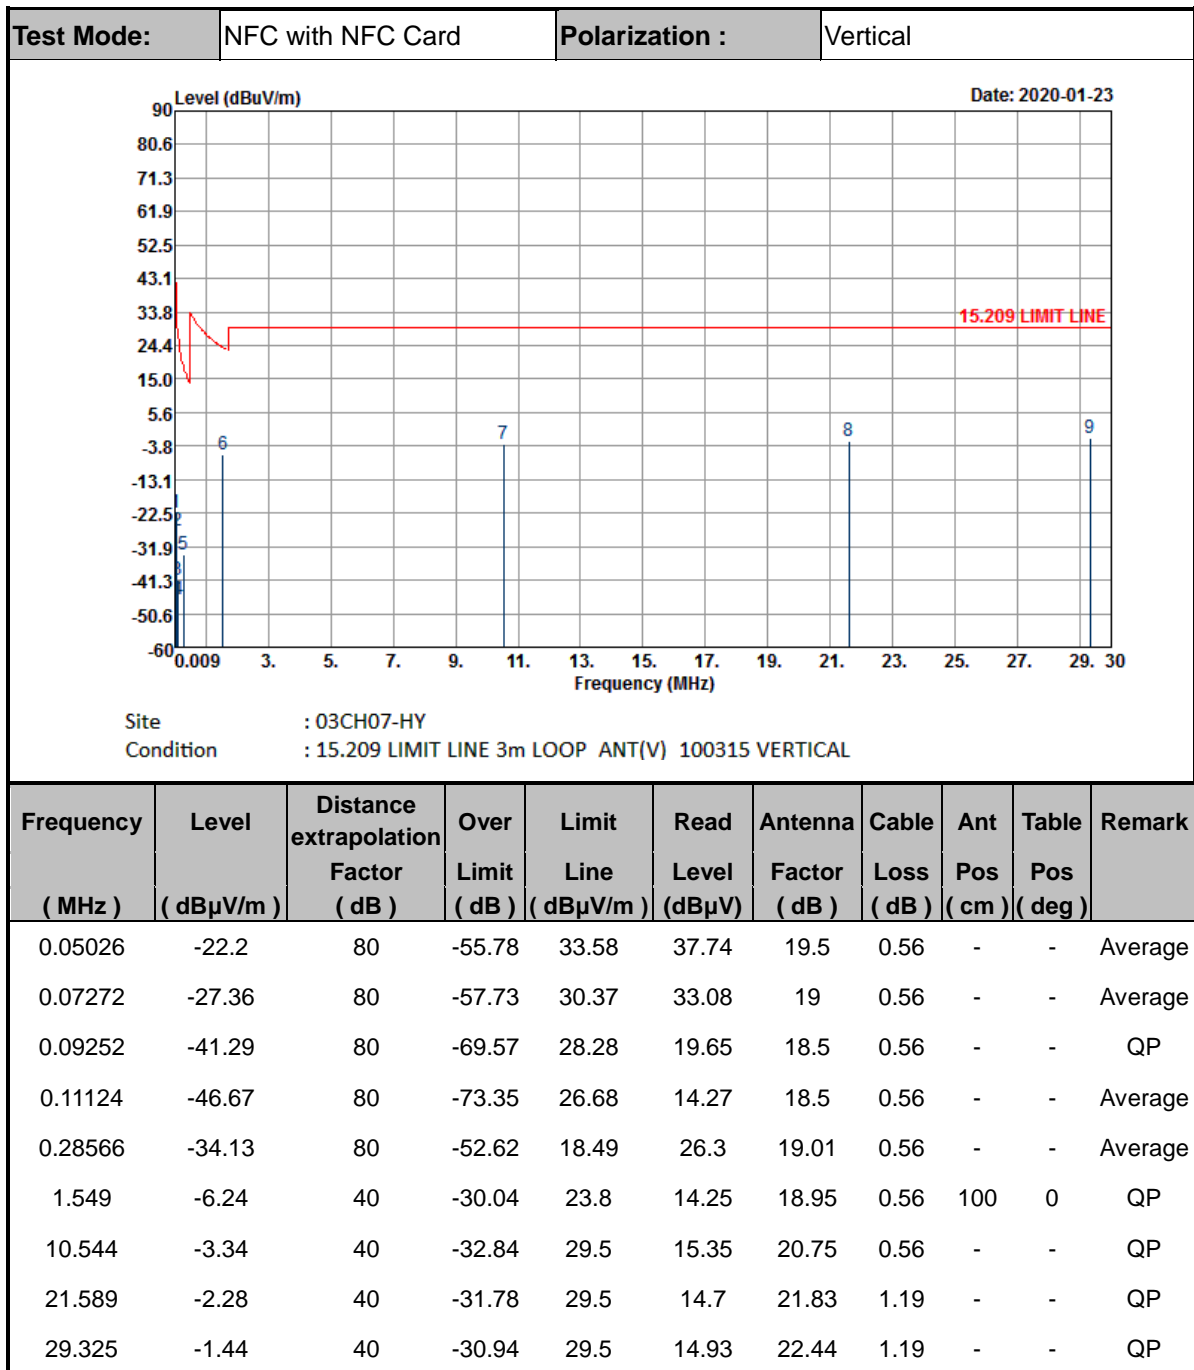 Test Mode: NFC with NFC Card Polarization : Vertical
Level (dBuV/m) Date: 2020-01-23
90
80.6
71.3
61.9
52.5
43.1
33.8
24.4
15.0
5.6
-3.8
-13.1
-22.5
-31.9
-41.3
-50.6
-60
15.209 LIMIT LINE
1
2
3
4
5
6
7
8
9
0.009 3. 5. 7. 9. 11. 13. 15. 17. 19. 21. 23. 25. 27. 29. 30
Frequency (MHz)
Site : 03CH07-HY
Condition : 15.209 LIMIT LINE 3m LOOP ANT(V) 100315 VERTICAL
Frequency Level Distance extrapolation Over Limit Read Antenna Cable Ant Table Remark
Factor Limit Line Level Factor Loss Pos Pos
( MHz ) ( dBμV/m ) ( dB ) ( dB ) ( dBμV/m ) (dBμV) ( dB ) ( dB ) ( cm ) ( deg )
0.05026 -22.2 80 -55.78 33.58 37.74 19.5 0.56 - - Average
0.07272 -27.36 80 -57.73 30.37 33.08 19 0.56 - - Average
0.09252 -41.29 80 -69.57 28.28 19.65 18.5 0.56 - - QP
0.11124 -46.67 80 -73.35 26.68 14.27 18.5 0.56 - - Average
0.28566 -34.13 80 -52.62 18.49 26.3 19.01 0.56 - - Average
1.549 -6.24 40 -30.04 23.8 14.25 18.95 0.56 100 0 QP
10.544 -3.34 40 -32.84 29.5 15.35 20.75 0.56 - - QP
21.589 -2.28 40 -31.78 29.5 14.7 21.83 1.19 - - QP
29.325 -1.44 40 -30.94 29.5 14.93 22.44 1.19 - - QP